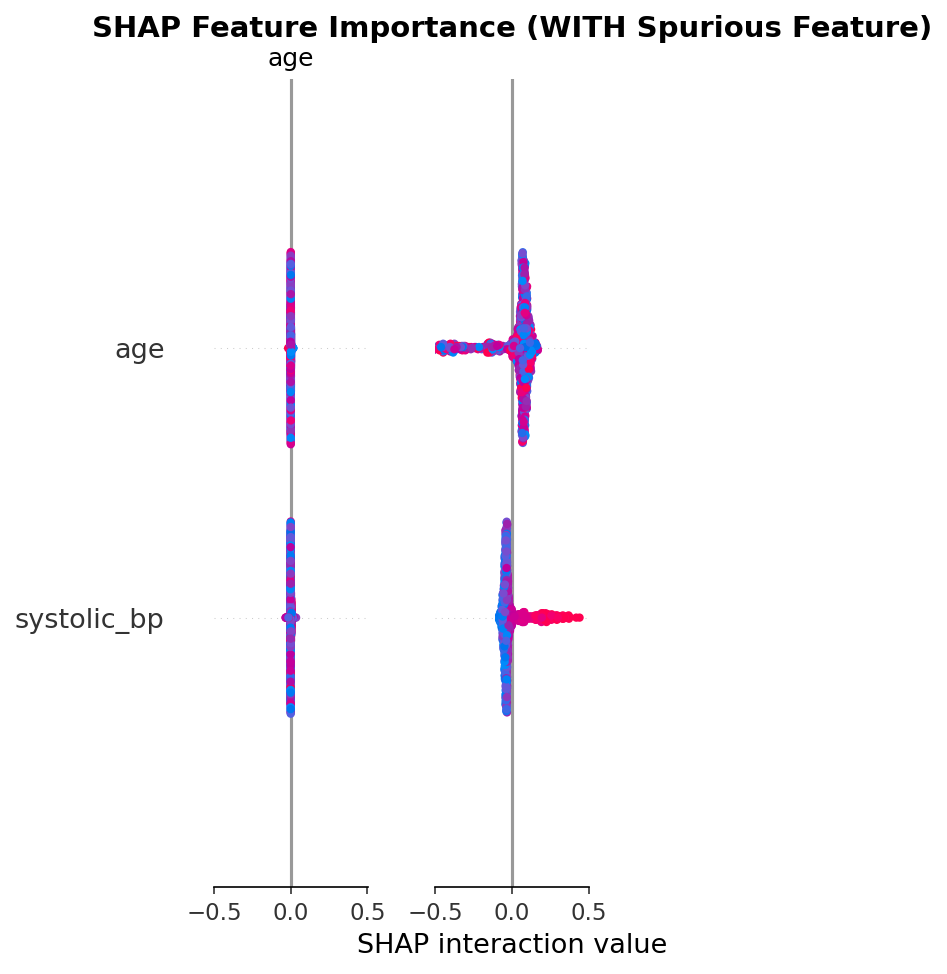 SHAP Feature Importance (WITH Spurious Feature)
age
age
systolic_bp
−0.5 0.0 0.5 −0.5 0.0 0.5
SHAP interaction value